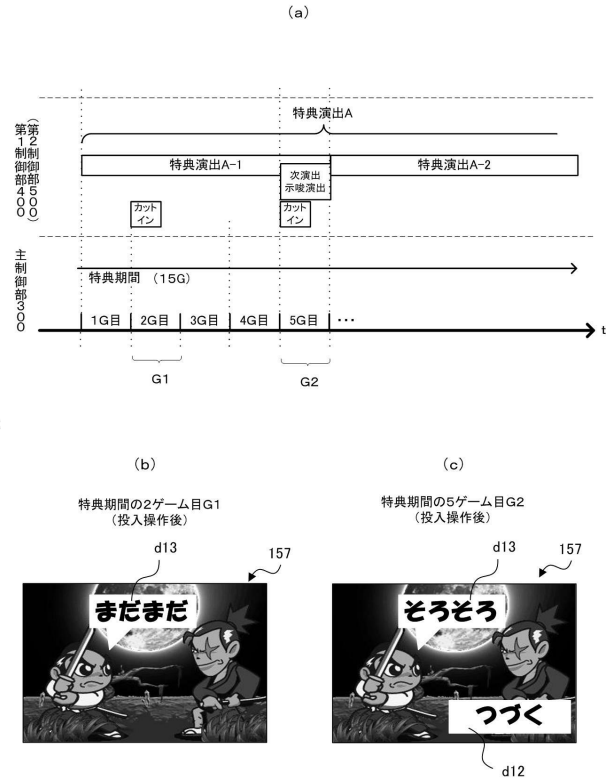 (a)
特典演出A
特典演出A-1
次演出
示唆演出
特典演出A-2
カット
イン
カット
イン
第1制御部400
(第2制御部500)
特典期間 (15G)
主制御部300
1G目
2G目
3G目
4G目
5G目
・・・
t
G1
G2
(b)
特典期間の2ゲーム目G1
(投入操作後)
d13
157
まだまだ
(c)
特典期間の5ゲーム目G2
(投入操作後)
d13
157
そろそろ
つづく
d12